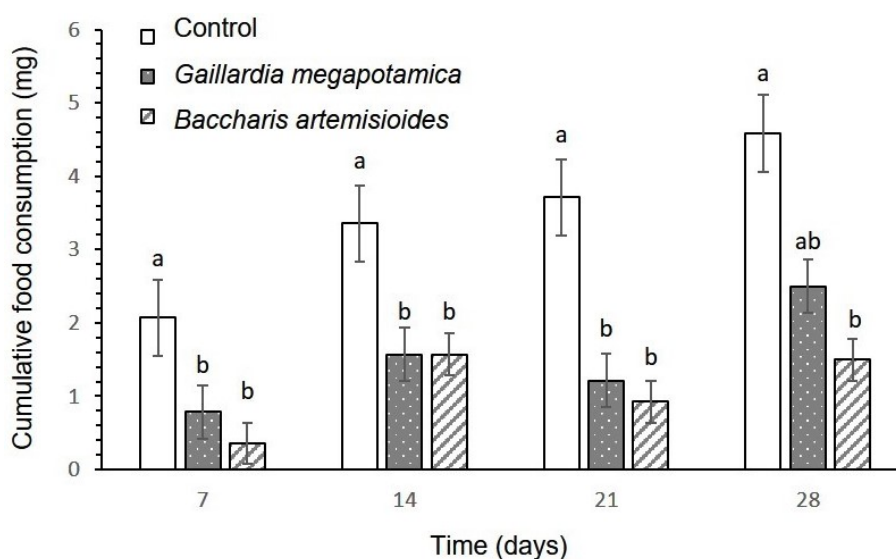 Cumulative food consumption (mg)
6
5
4
3
2
1
0
Control
Gaillardia megapotamica
Baccharis artemisioides
a
b
b
a
b
b
a
b
b
a
ab
b
7
14
21
28
Time (days)